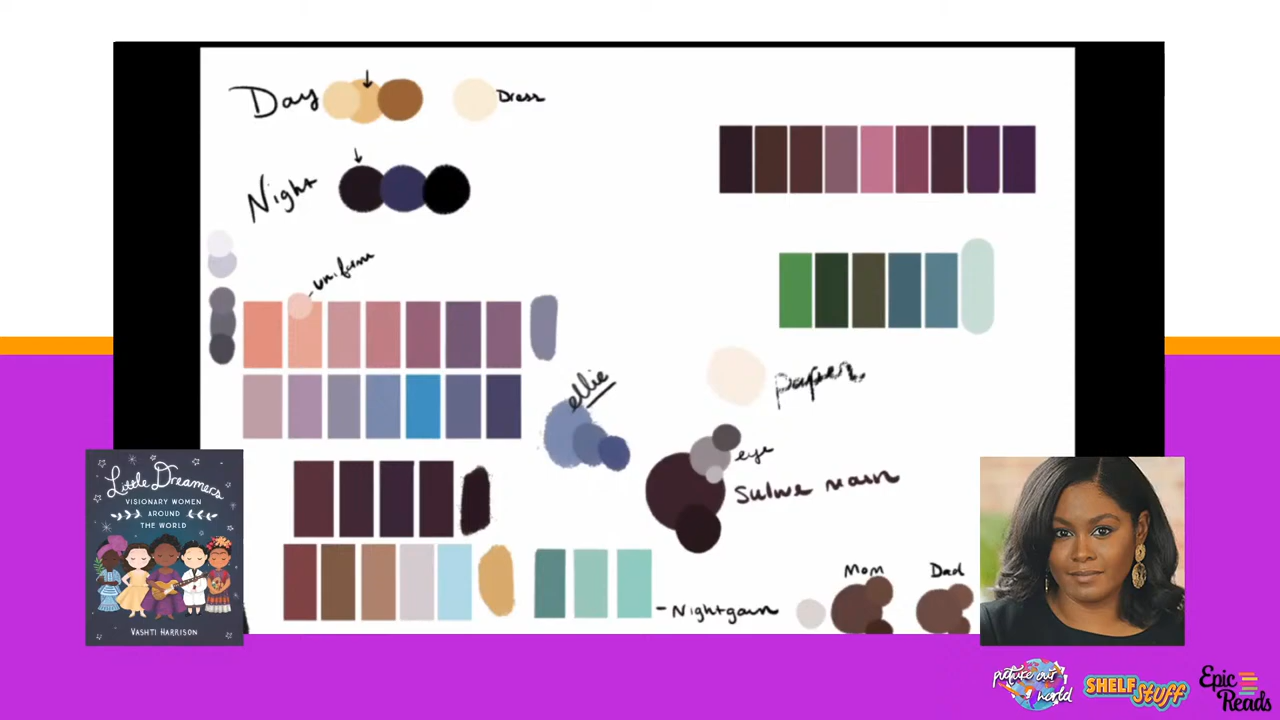 Day
Dress
Night
uniform
ellie
paper
eye
Sulwe main
Nightgown
Mom
Dad
Little Dreamers
VISIONARY WOMEN
AROUND
THE WORLD
VASHTI HARRISON
picture our
world
SHELF
STUFF
Epic
Reads